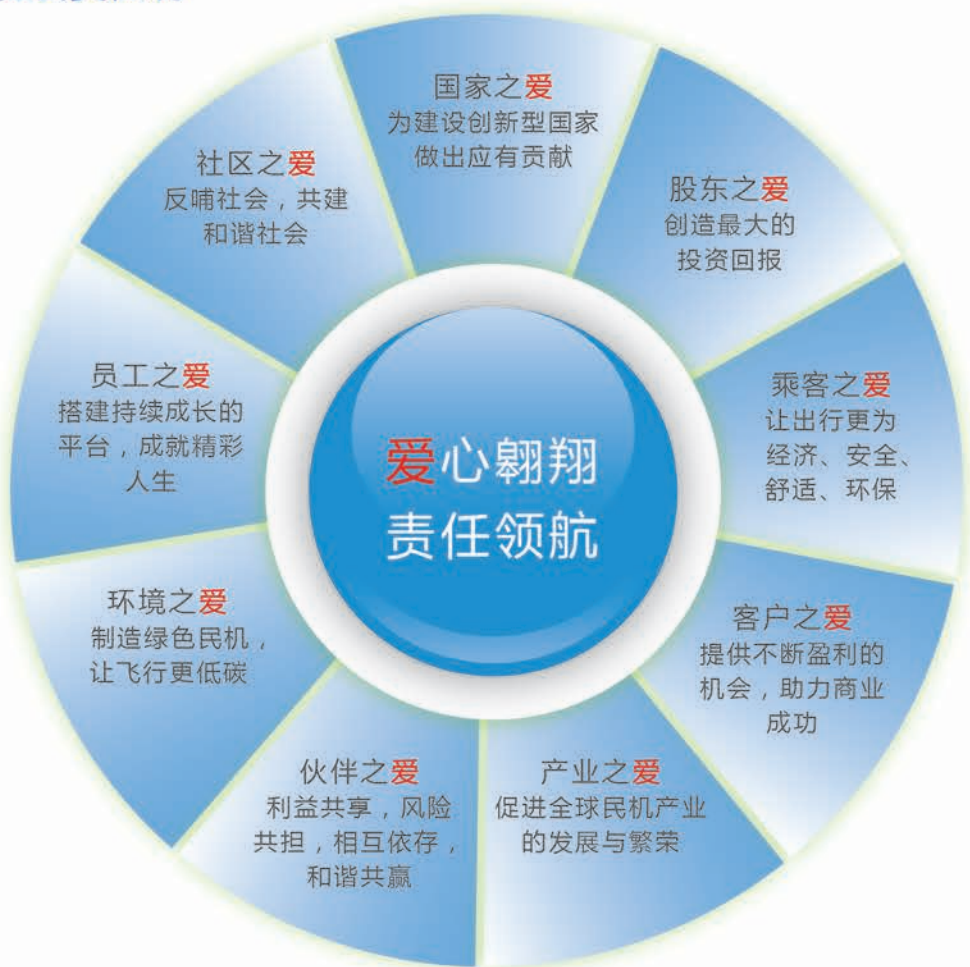 国家之爱
为建设创新型国家
做出应有贡献
股东之爱
创造最大的
投资回报
乘客之爱
让出行更为
经济、安全、
舒适、环保
客户之爱
提供不断盈利的
机会，助力商业
成功
产业之爱
促进全球民机产业
的发展与繁荣
伙伴之爱
利益共享，风险
共担，相互依存，
和谐共赢
环境之爱
制造绿色民机，
让飞行更低碳
员工之爱
搭建持续成长的
平台，成就精彩
人生
社区之爱
反哺社会，共建
和谐社会
爱心翱翔
责任领航